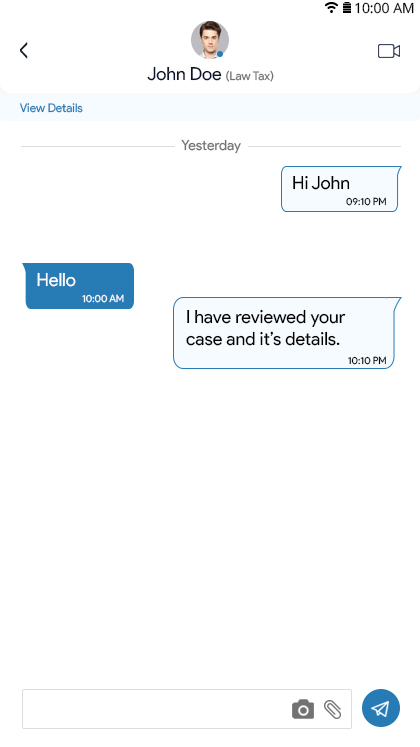 10:00 AM
John Doe (Law Tax)
View Details
Yesterday
Hi John
09:10 PM
Hello
10:00 AM
I have reviewed your
case and it's details.
10:10 PM